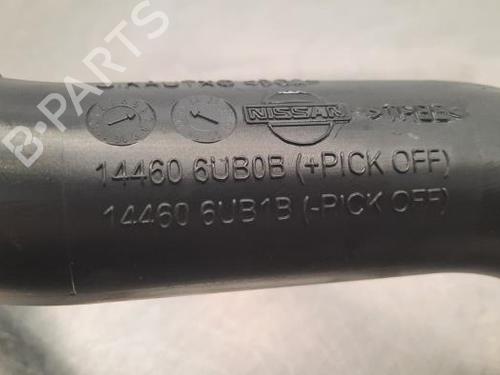 NISSAN
14460 6UB0B (+PICK OFF)
14460 6UB1B (-PICK OFF)
B-PARTS